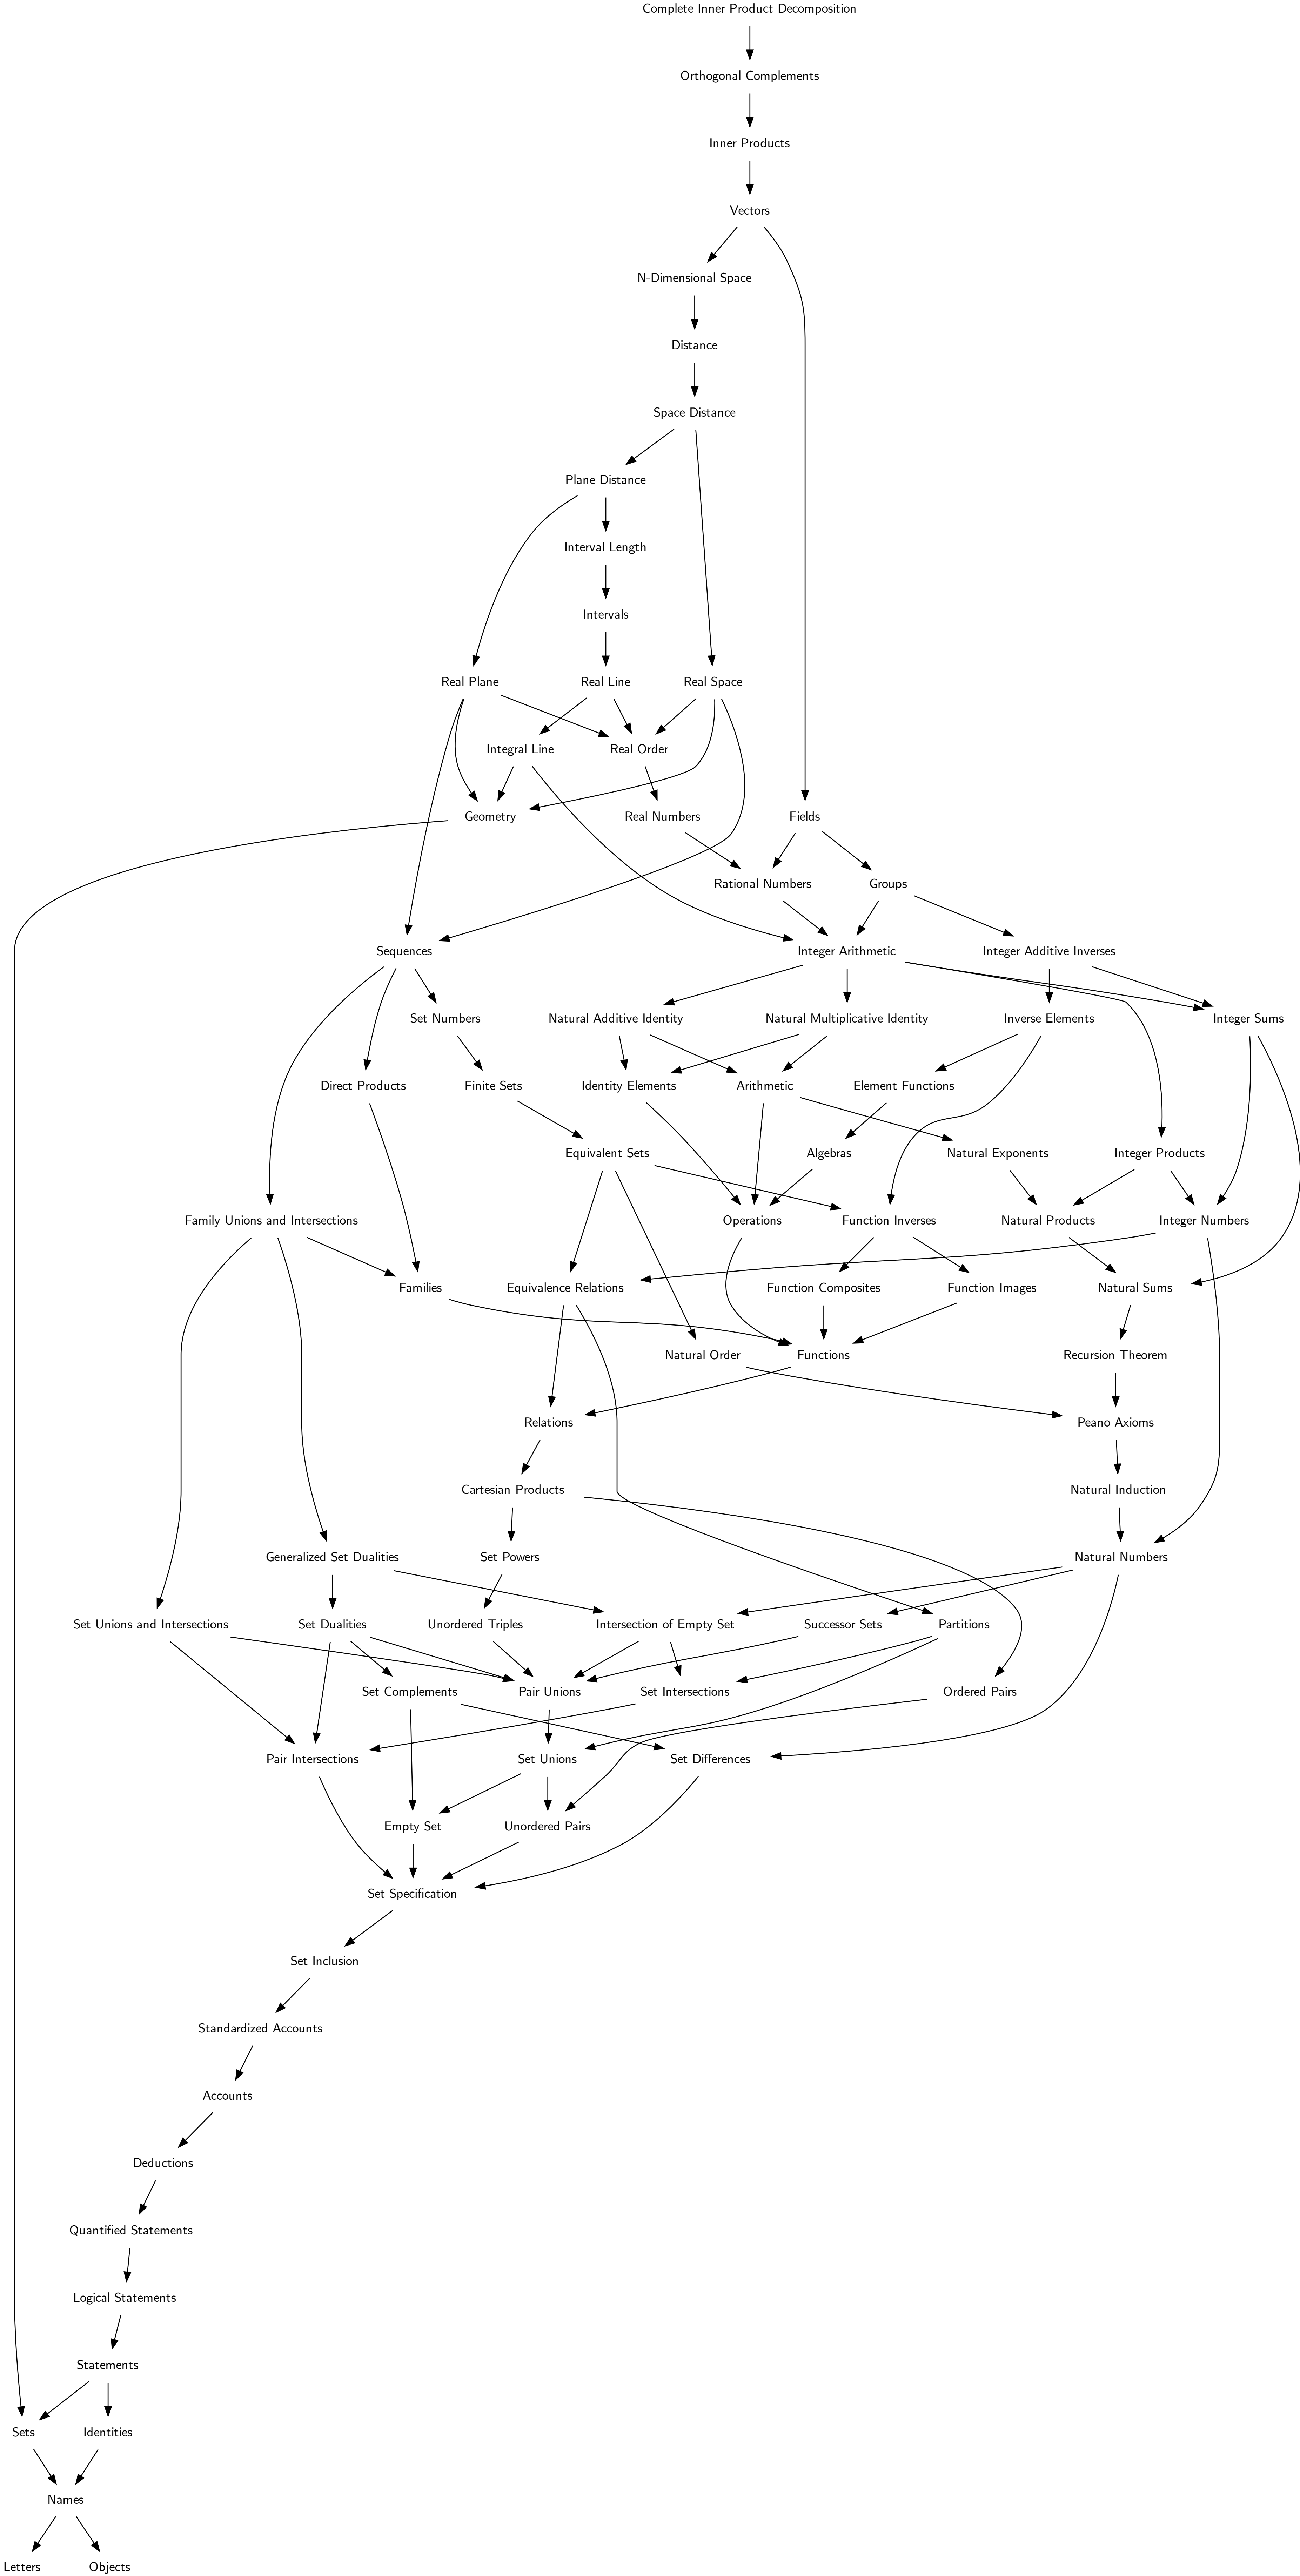 Complete Inner Product Decomposition
Orthogonal Complements
Inner Products
Vectors
N-Dimensional Space
Distance
Space Distance
Plane Distance
Interval Length
Intervals
Real Plane
Real Line
Real Space
Integral Line
Real Order
Geometry
Real Numbers
Fields
Rational Numbers
Groups
Sequences
Integer Arithmetic
Integer Additive Inverses
Set Numbers
Natural Additive Identity
Natural Multiplicative Identity
Inverse Elements
Integer Sums
Direct Products
Finite Sets
Identity Elements
Arithmetic
Element Functions
Equivalent Sets
Algebras
Natural Exponents
Integer Products
Family Unions and Intersections
Operations
Function Inverses
Natural Products
Integer Numbers
Families
Equivalence Relations
Function Composites
Function Images
Natural Sums
Natural Order
Functions
Recursion Theorem
Relations
Peano Axioms
Cartesian Products
Natural Induction
Generalized Set Dualities
Set Powers
Natural Numbers
Set Unions and Intersections
Set Dualities
Unordered Triples
Intersection of Empty Set
Successor Sets
Partitions
Set Complements
Pair Unions
Set Intersections
Ordered Pairs
Pair Intersections
Set Unions
Set Differences
Empty Set
Unordered Pairs
Set Specification
Set Inclusion
Standardized Accounts
Accounts
Deductions
Quantified Statements
Logical Statements
Statements
Sets
Identities
Names
Letters
Objects